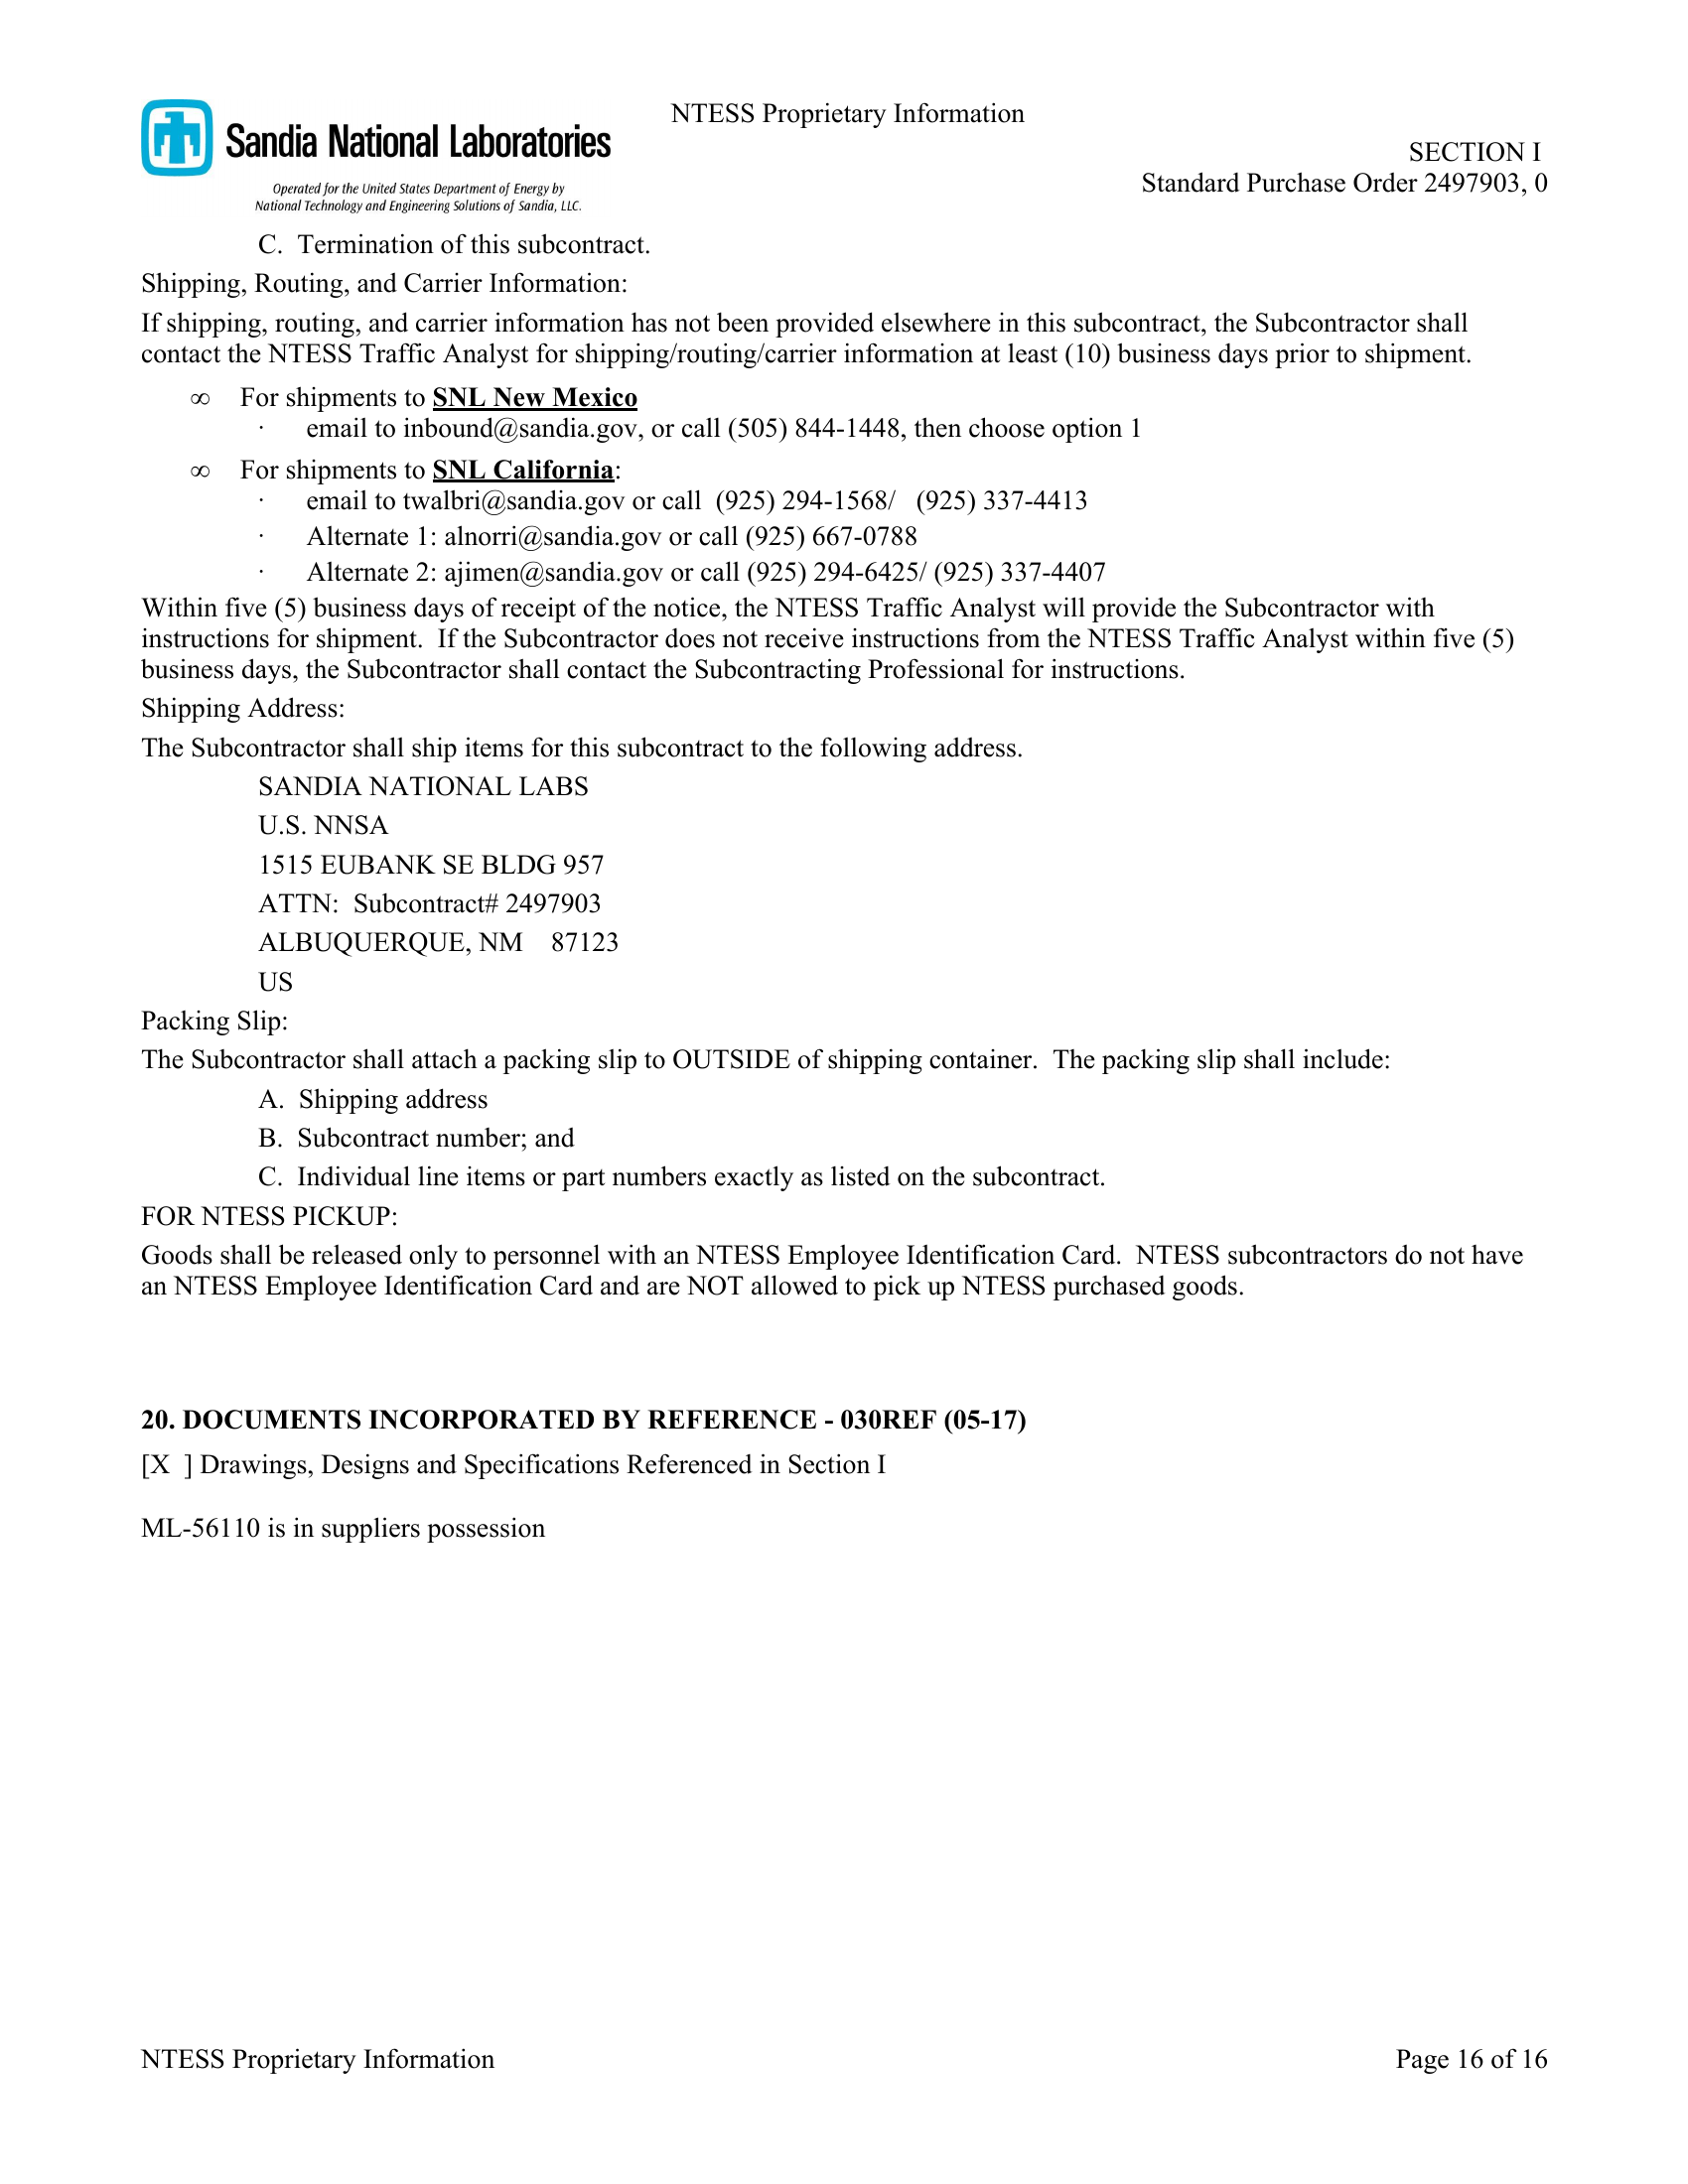 NTESS Proprietary Information
Sandia National Laboratories
SECTION I
Standard Purchase Order 2497903, 0
Operated for the United States Department of Energy by
National Technology and Engineering Solutions of Sandia, LLC.
C.  Termination of this subcontract.
Shipping, Routing, and Carrier Information:
If shipping, routing, and carrier information has not been provided elsewhere in this subcontract, the Subcontractor shall
contact the NTESS Traffic Analyst for shipping/routing/carrier information at least (10) business days prior to shipment.
∞ For shipments to SNL New Mexico
· email to inbound@sandia.gov, or call (505) 844-1448, then choose option 1
∞ For shipments to SNL California:
· email to twalbri@sandia.gov or call  (925) 294-1568/   (925) 337-4413
· Alternate 1: alnorri@sandia.gov or call (925) 667-0788
· Alternate 2: ajimen@sandia.gov or call (925) 294-6425/ (925) 337-4407
Within five (5) business days of receipt of the notice, the NTESS Traffic Analyst will provide the Subcontractor with
instructions for shipment.  If the Subcontractor does not receive instructions from the NTESS Traffic Analyst within five (5)
business days, the Subcontractor shall contact the Subcontracting Professional for instructions.
Shipping Address:
The Subcontractor shall ship items for this subcontract to the following address.
SANDIA NATIONAL LABS
U.S. NNSA
1515 EUBANK SE BLDG 957
ATTN:  Subcontract# 2497903
ALBUQUERQUE, NM    87123
US
Packing Slip:
The Subcontractor shall attach a packing slip to OUTSIDE of shipping container.  The packing slip shall include:
A.  Shipping address
B.  Subcontract number; and
C.  Individual line items or part numbers exactly as listed on the subcontract.
FOR NTESS PICKUP:
Goods shall be released only to personnel with an NTESS Employee Identification Card.  NTESS subcontractors do not have
an NTESS Employee Identification Card and are NOT allowed to pick up NTESS purchased goods.
20. DOCUMENTS INCORPORATED BY REFERENCE - 030REF (05-17)
[X  ] Drawings, Designs and Specifications Referenced in Section I
ML-56110 is in suppliers possession
NTESS Proprietary Information
Page 16 of 16